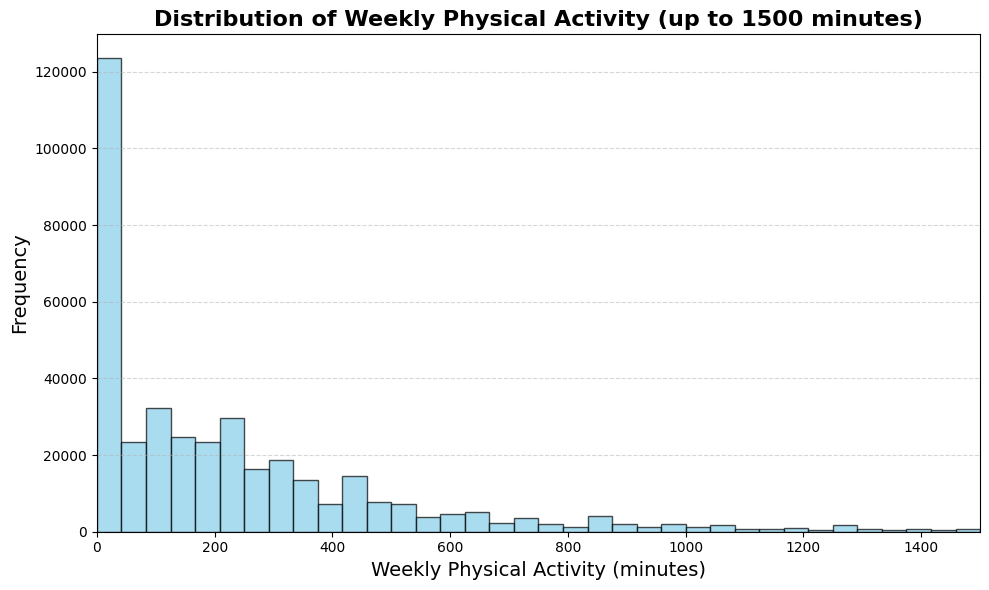 Distribution of Weekly Physical Activity (up to 1500 minutes)
120000
100000
80000
60000
40000
20000
0
Frequency
0 200 400 600 800 1000 1200 1400
Weekly Physical Activity (minutes)